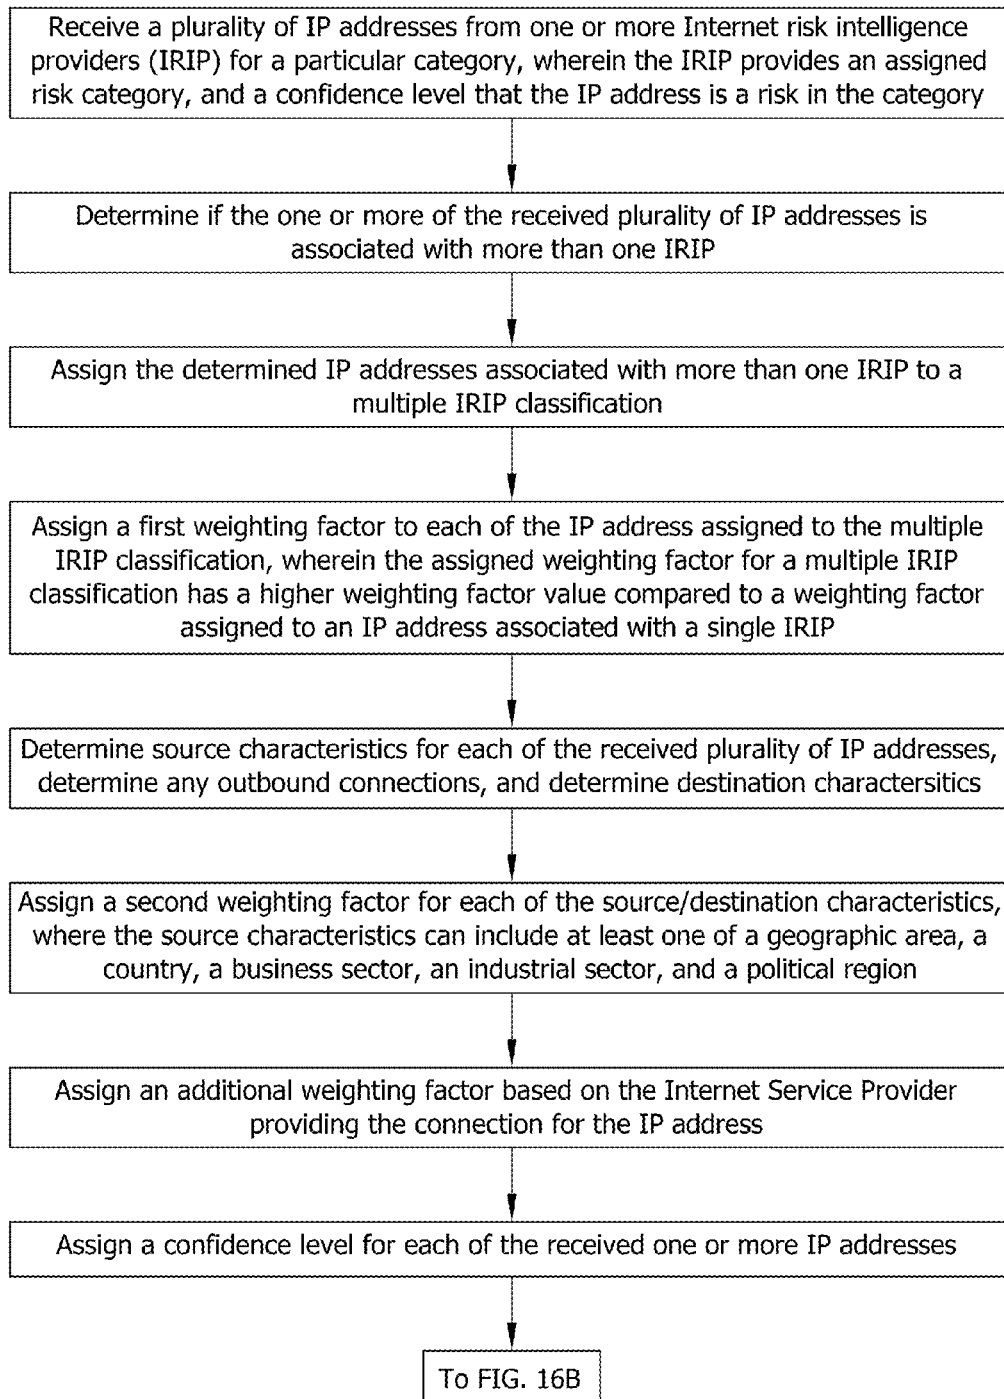 Receive a plurality of IP addresses from one or more Internet risk intelligence
providers (IRIP) for a particular category, wherein the IRIP provides an assigned
risk category, and a confidence level that the IP address is a risk in the category
Determine if the one or more of the received plurality of IP addresses is
associated with more than one IRIP
Assign the determined IP addresses associated with more than one IRIP to a
multiple IRIP classification
Assign a first weighting factor to each of the IP address assigned to the multiple
IRIP classification, wherein the assigned weighting factor for a multiple IRIP
classification has a higher weighting factor value compared to a weighting factor
assigned to an IP address associated with a single IRIP
Determine source characteristics for each of the received plurality of IP addresses,
determine any outbound connections, and determine destination charactersitics
Assign a second weighting factor for each of the source/destination characteristics,
where the source characteristics can include at least one of a geographic area, a
country, a business sector, an industrial sector, and a political region
Assign an additional weighting factor based on the Internet Service Provider
providing the connection for the IP address
Assign a confidence level for each of the received one or more IP addresses
To FIG. 16B